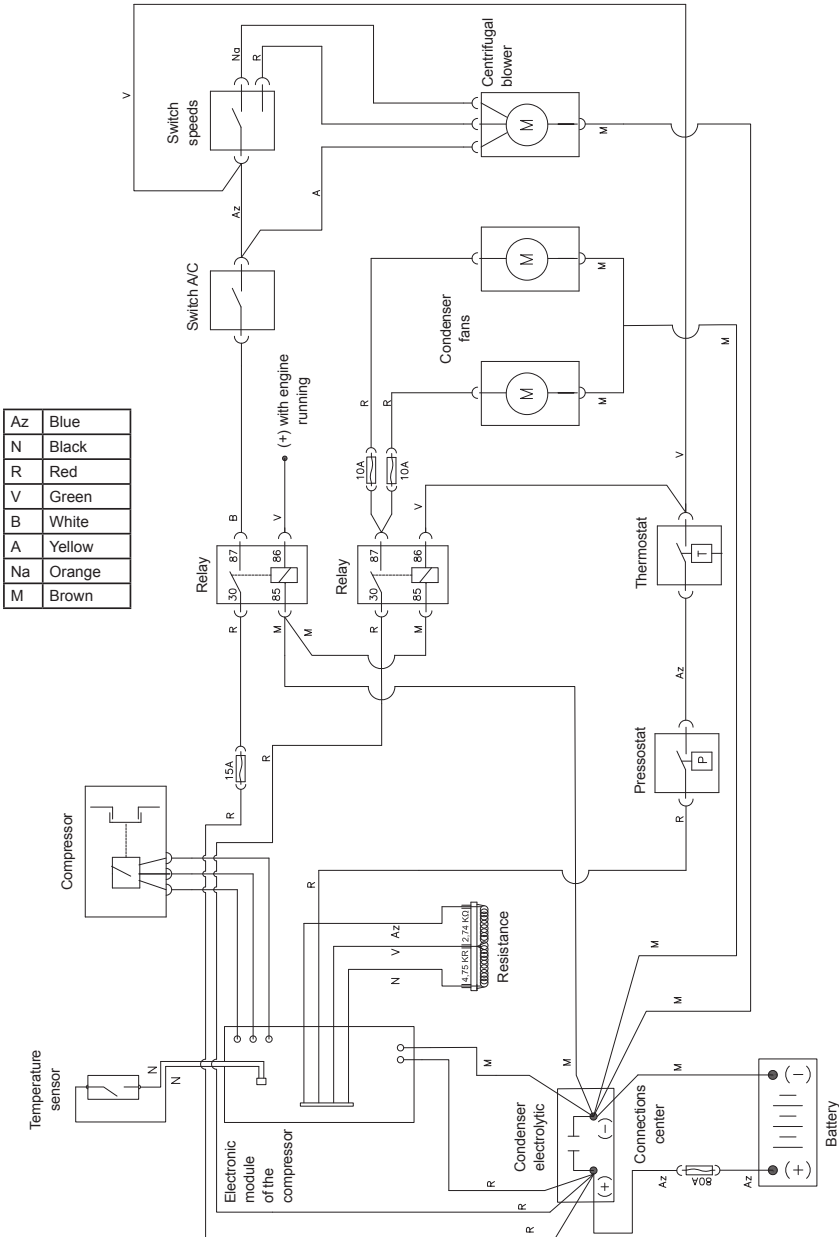 Az Blue
N Black
R Red
V Green
B White
A Yellow
Na Orange
M Brown
V
Na
R
Switch
speeds
Centrifugal
blower
M
M
Az
A
Switch A/C
M
M
Condenser
fans
M
M
M
M
R
R
10A
10A
(+) with engine
running
B
V
V
V
Relay
87
86
30
85
Relay
87
86
30
85
R
M
M
R
M
Thermostat
T
Az
Pressostat
P
R
15A
R
R
Compressor
R
Az
V
N
4,75 KR
2,74 KΩ
Resistance
Temperature
sensor
N
N
Electronic
module
of the
compressor
M
M
M
M
Condenser
electrolytic
(+)
(-)
Connections
center
R
R
R
Az
80A
Az
M
(+)
(-)
Battery